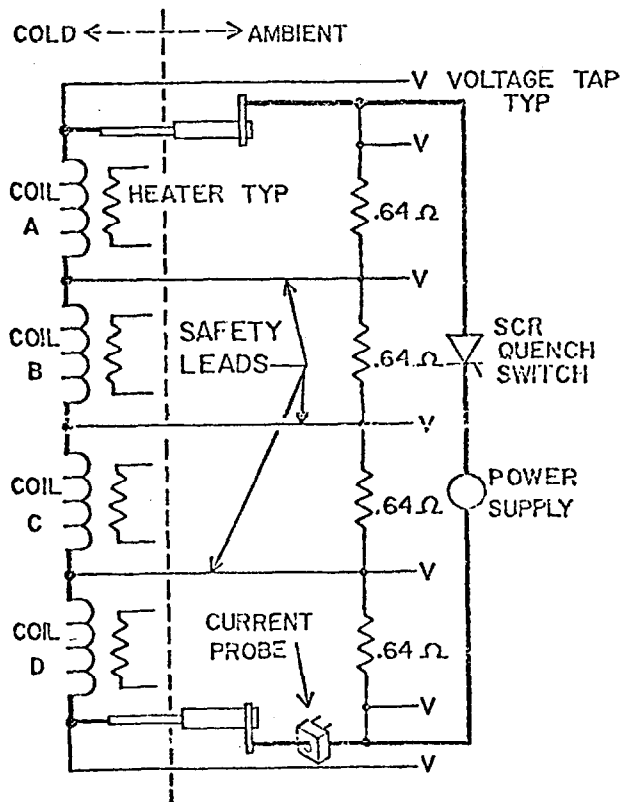 COLD
AMBIENT
V VOLTAGE TAP
TYP
V
COIL
A
HEATER TYP
.64 Ω
V
COIL
B
SAFETY
LEADS
.64 Ω
SCR
QUENCH
SWITCH
V
COIL
C
.64 Ω
POWER
SUPPLY
V
COIL
D
CURRENT
PROBE
.64 Ω
V
V